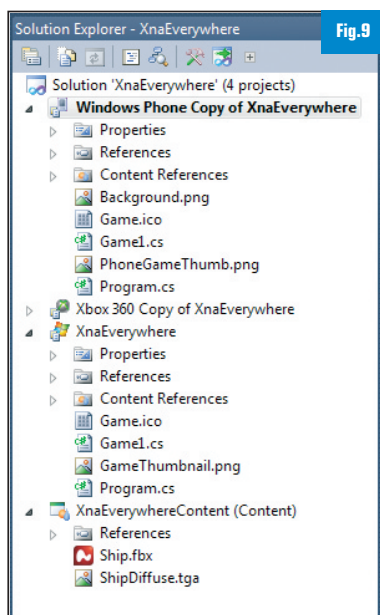 Solution Explorer - XnaEverywhere
Fig.9
Solution 'XnaEverywhere' (4 projects)
Windows Phone Copy of XnaEverywhere
Properties
References
Content References
Background.png
Game.ico
Game1.cs
PhoneGameThumb.png
Program.cs
Xbox 360 Copy of XnaEverywhere
XnaEverywhere
Properties
References
Content References
Game.ico
Game1.cs
GameThumbnail.png
Program.cs
XnaEverywhereContent (Content)
References
Ship.fbx
ShipDiffuse.tga